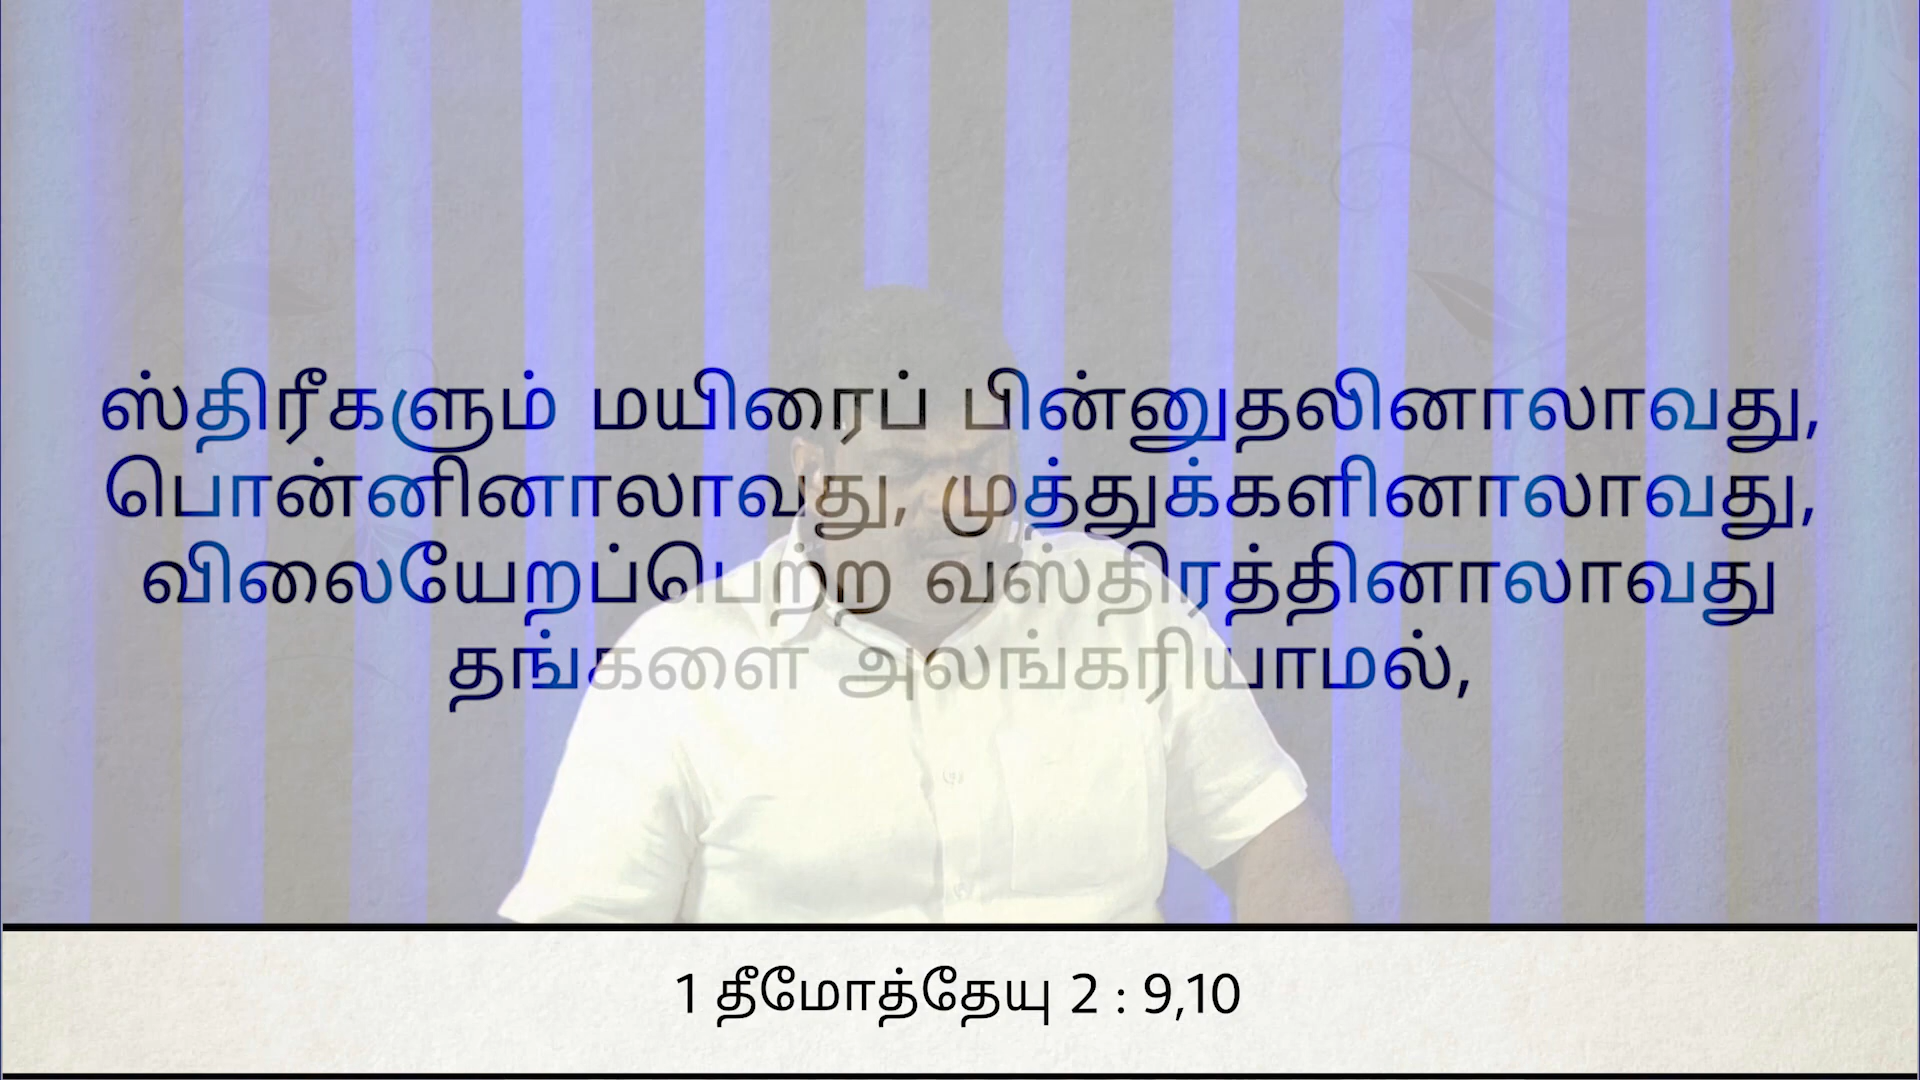 ஸ்திரீகளும் மயிரைப் பின்னுதலினாலாவது,
பொன்னினாலாவது, முத்துக்களினாலாவது,
விலையேறப்பெற்ற வஸ்திரத்தினாலாவது
தங்களை அலங்கரியாமல்,
1 தீமோத்தேயு 2 : 9,10